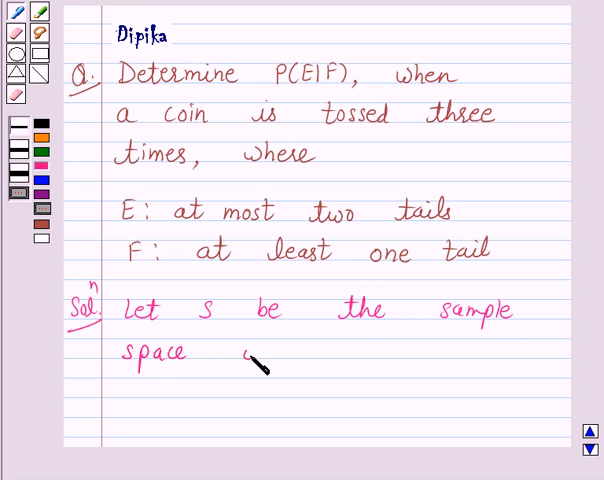 Dipika
Q. Determine P(E|F), when
a coin is tossed three
times, where
E: at most two tails
F: at least one tail
Solⁿ. Let S be the sample
space